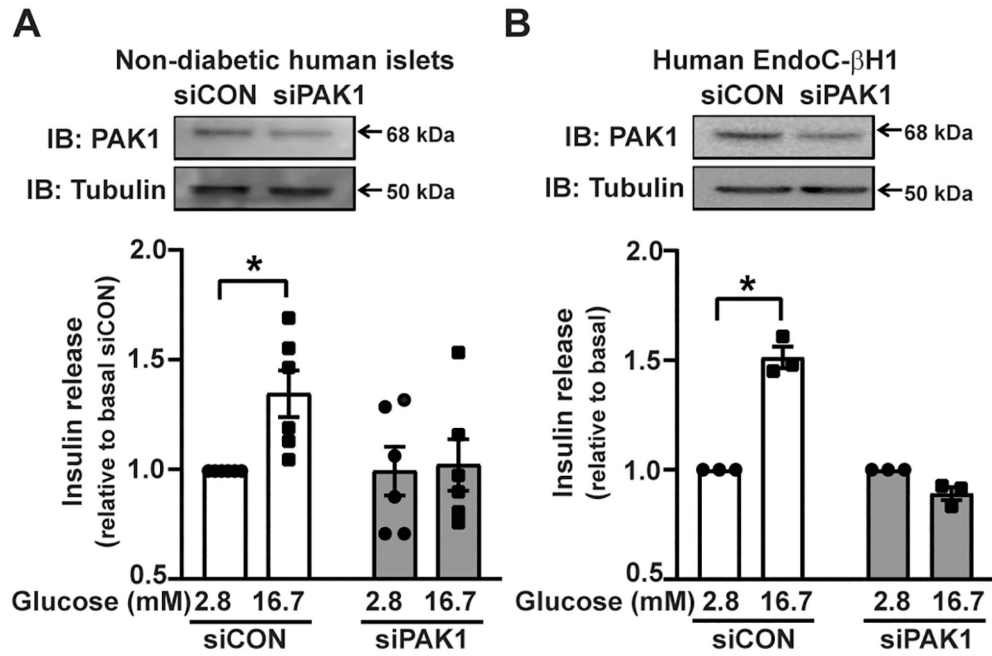 A
Non-diabetic human islets
siCON siPAK1
IB: PAK1
68 kDa
IB: Tubulin
50 kDa
Insulin release
(relative to basal siCON)
2.0
*
1.5
1.0
0.5
Glucose (mM) 2.8 16.7 2.8 16.7
siCON siPAK1
B
Human EndoC-βH1
siCON siPAK1
IB: PAK1
68 kDa
IB: Tubulin
50 kDa
Insulin release
(relative to basal)
2.0
*
1.5
1.0
0.5
Glucose (mM) 2.8 16.7 2.8 16.7
siCON siPAK1